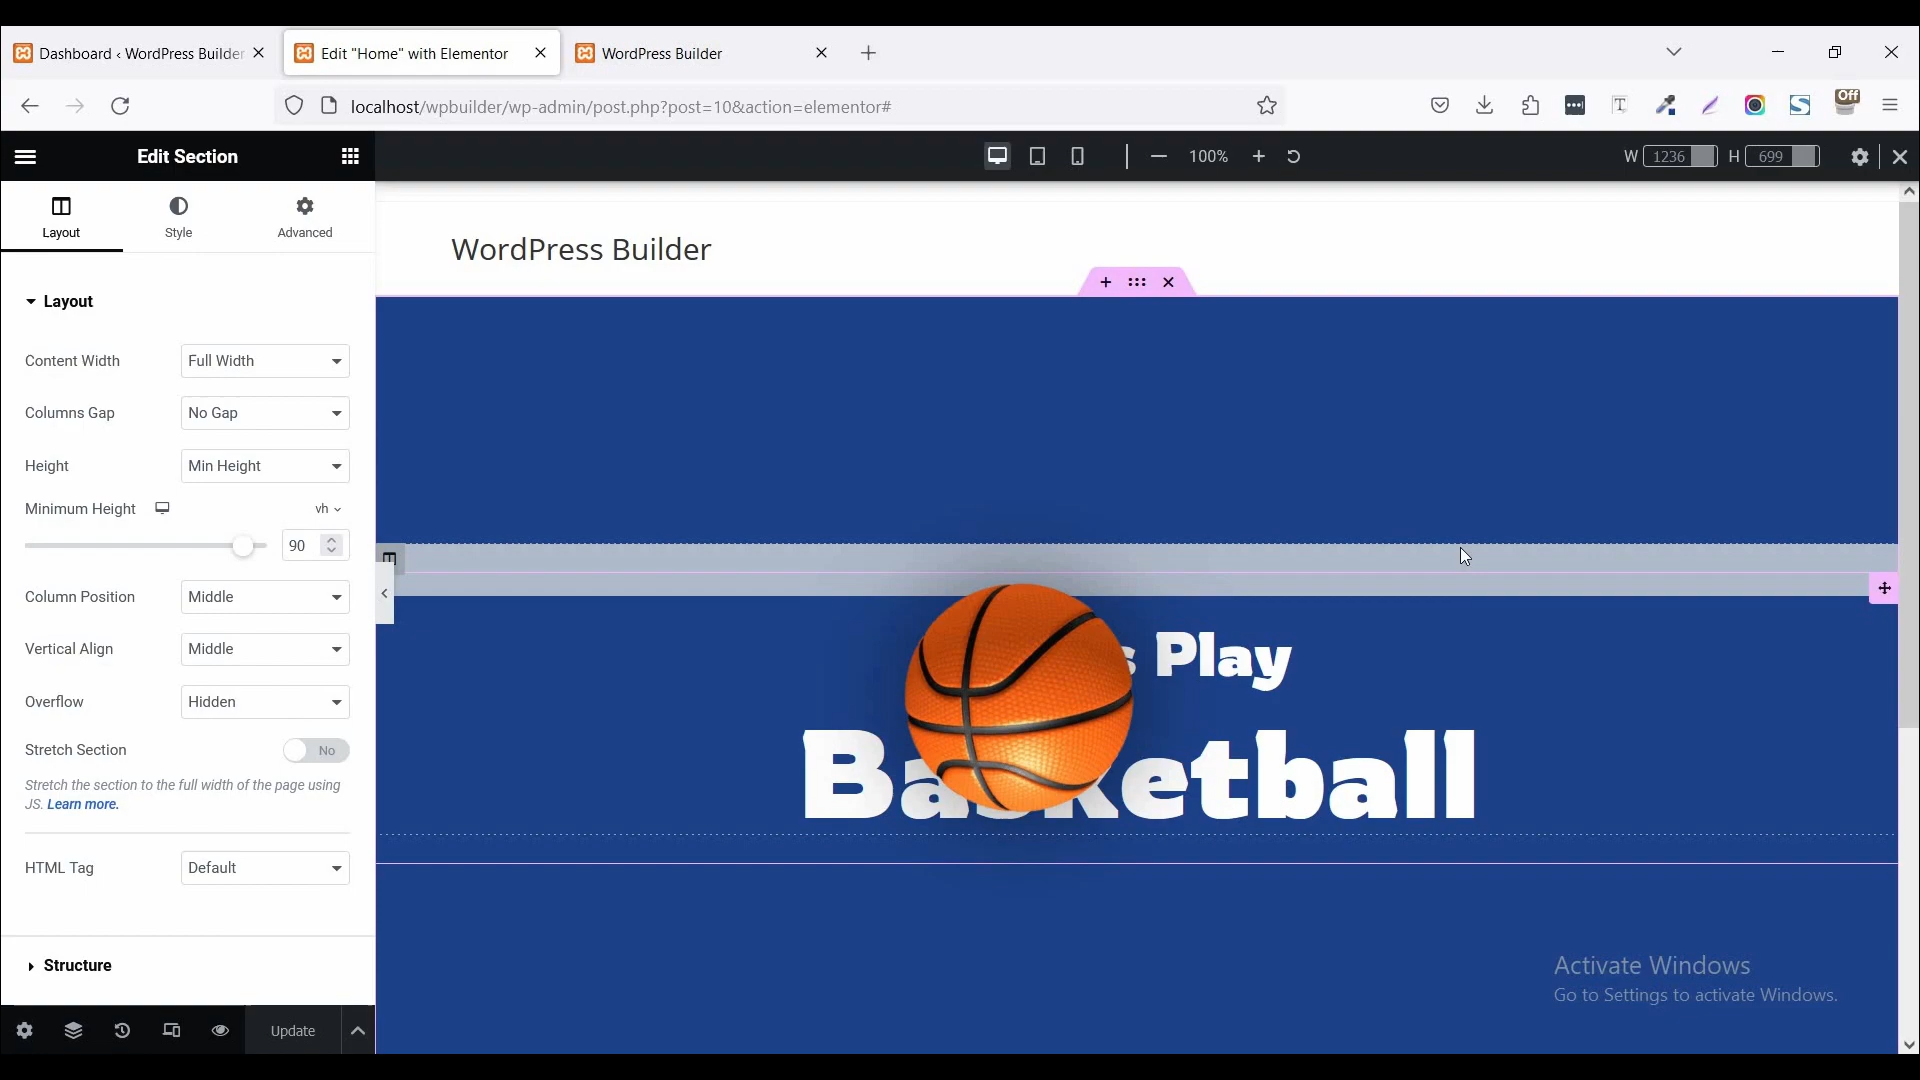 Dashboard ‹ WordPress Builder
Edit "Home" with Elementor
WordPress Builder
localhost/wpbuilder/wp-admin/post.php?post=10&action=elementor#
Off
Edit Section
100%
W 1236 H 699
Layout
Style
Advanced
WordPress Builder
Layout
Content Width Full Width
Columns Gap No Gap
Height Min Height
Minimum Height vh
90
Column Position Middle
Vertical Align Middle
Overflow Hidden
Stretch Section No
Stretch the section to the full width of the page using
JS. Learn more.
HTML Tag Default
Structure
Update
s Play
Basketball
Activate Windows
Go to Settings to activate Windows.